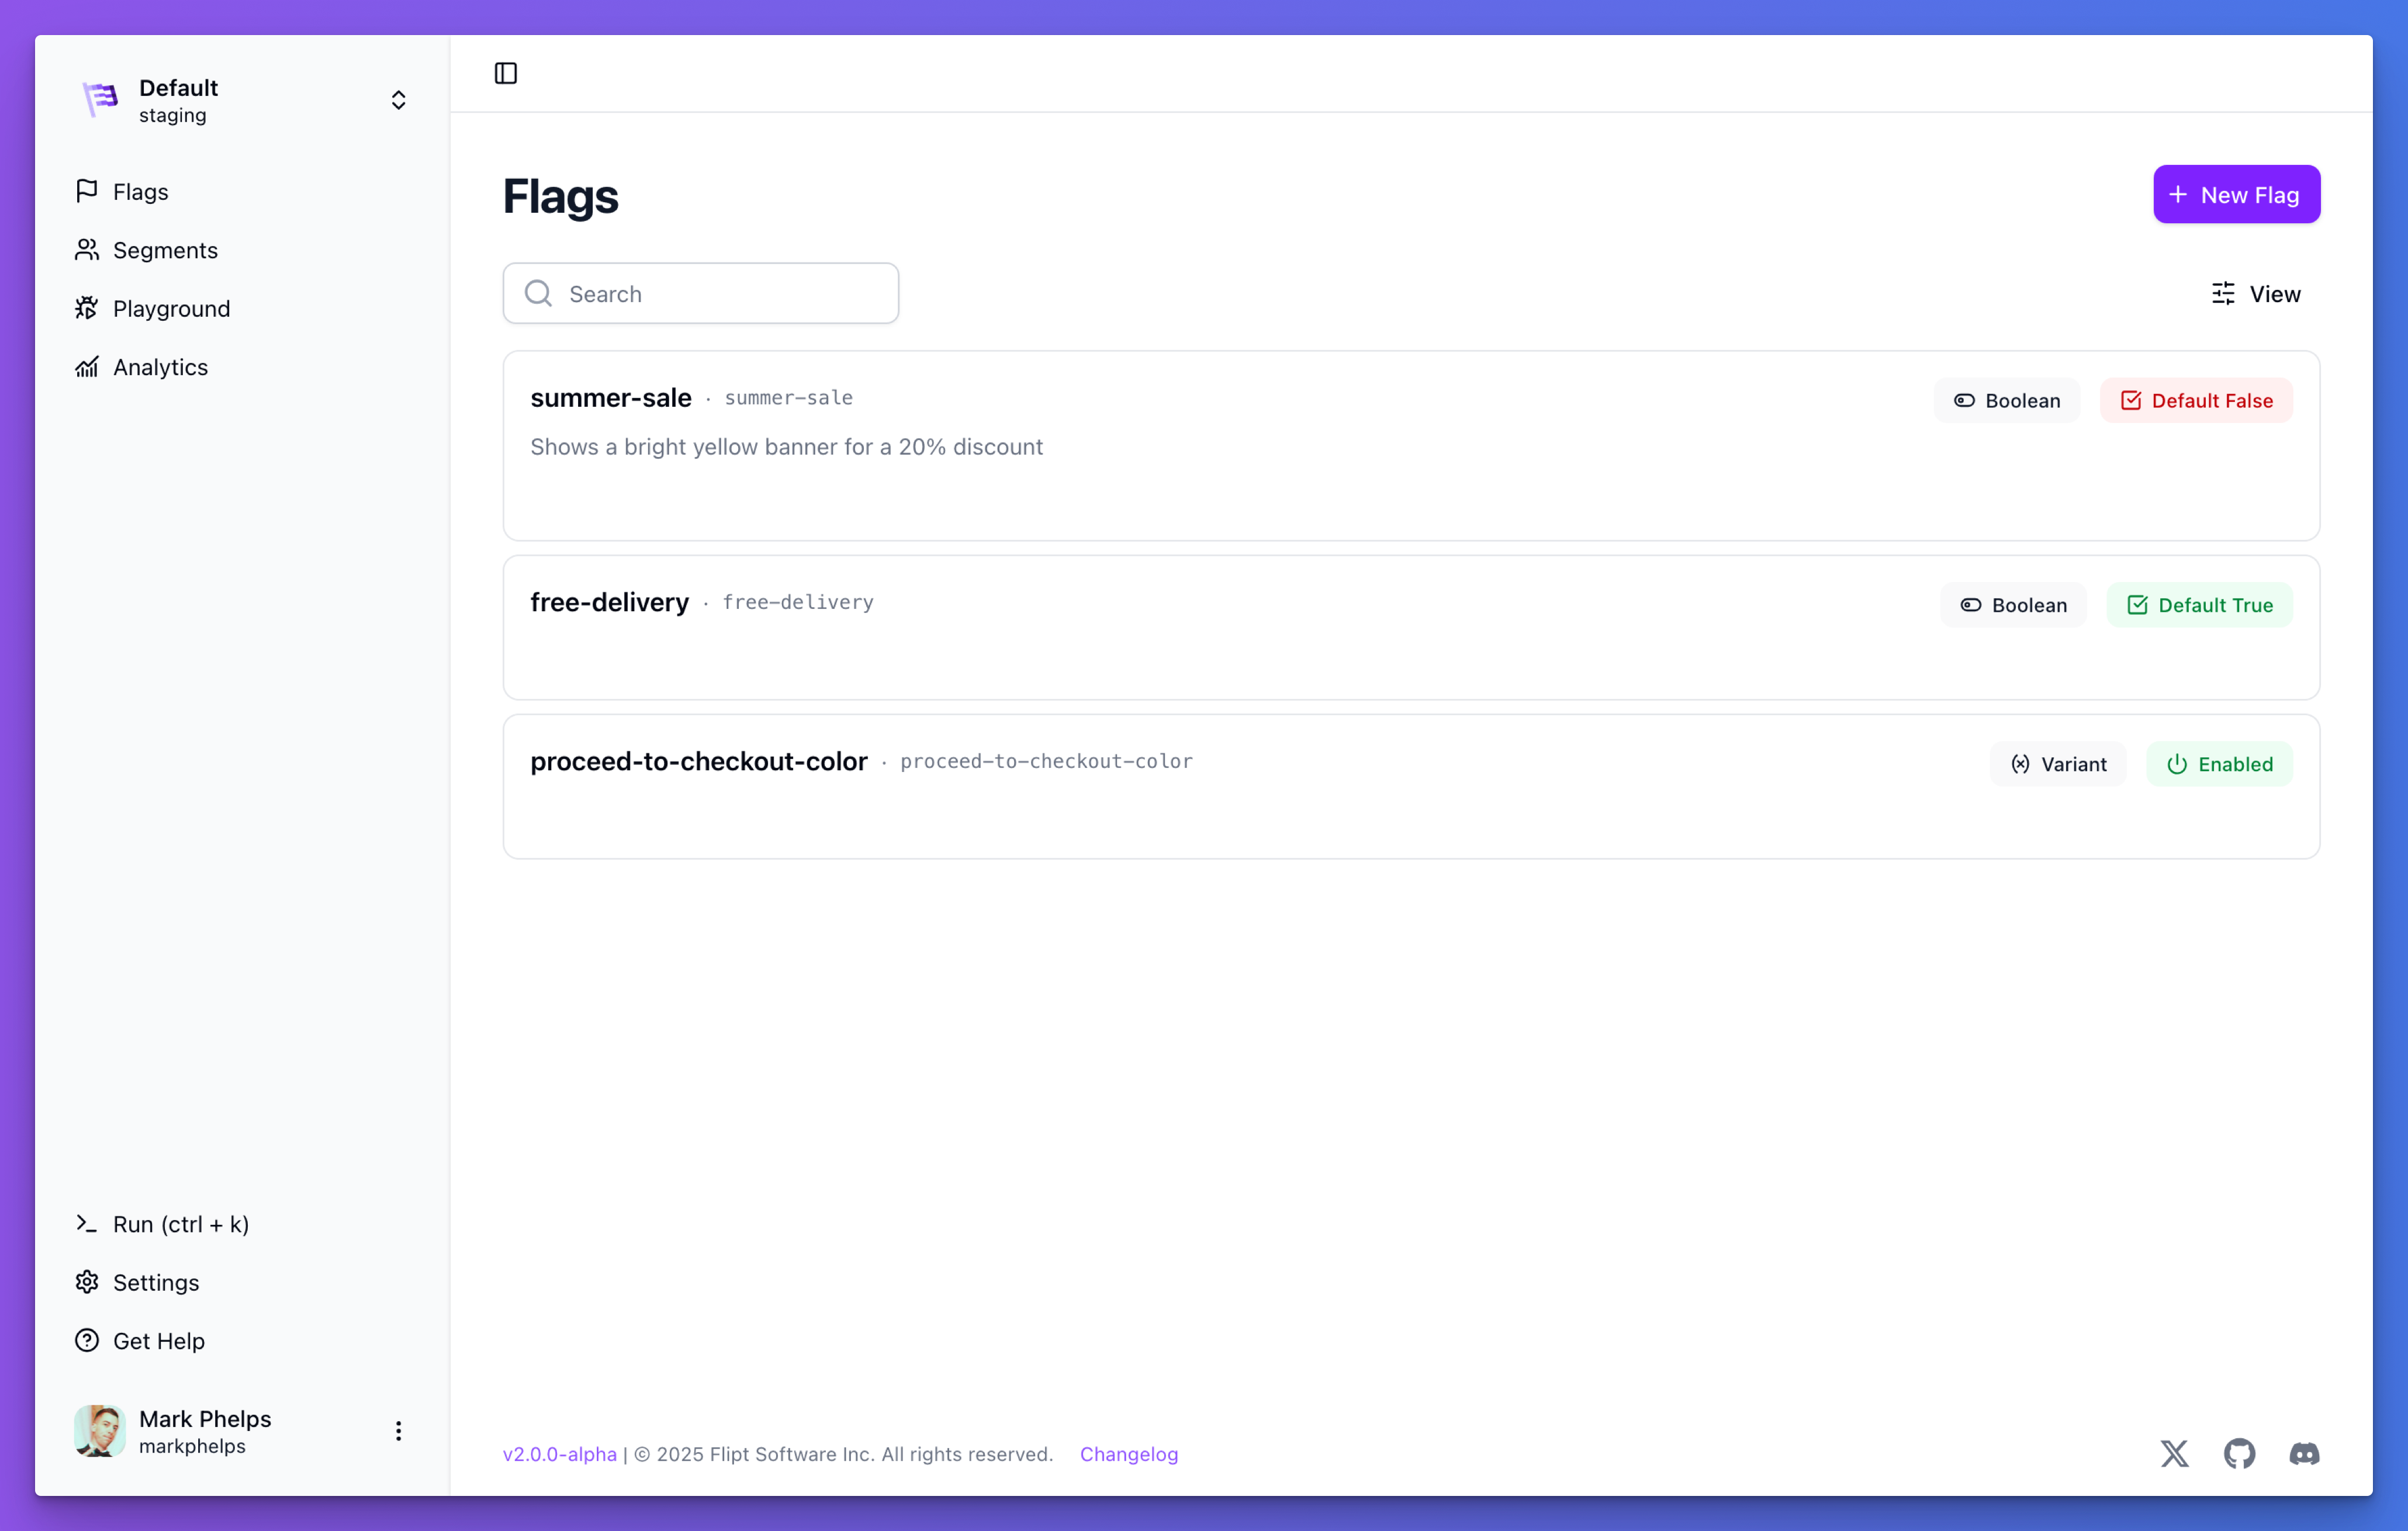 Default
staging
Flags
Segments
Playground
Analytics
Run (ctrl + k)
Settings
Get Help
Mark Phelps
markphelps
Flags
+ New Flag
Search
View
summer-sale · summer-sale
Boolean
Default False
Shows a bright yellow banner for a 20% discount
free-delivery · free-delivery
Boolean
Default True
proceed-to-checkout-color · proceed-to-checkout-color
Variant
Enabled
v2.0.0-alpha | © 2025 Flipt Software Inc. All rights reserved. Changelog